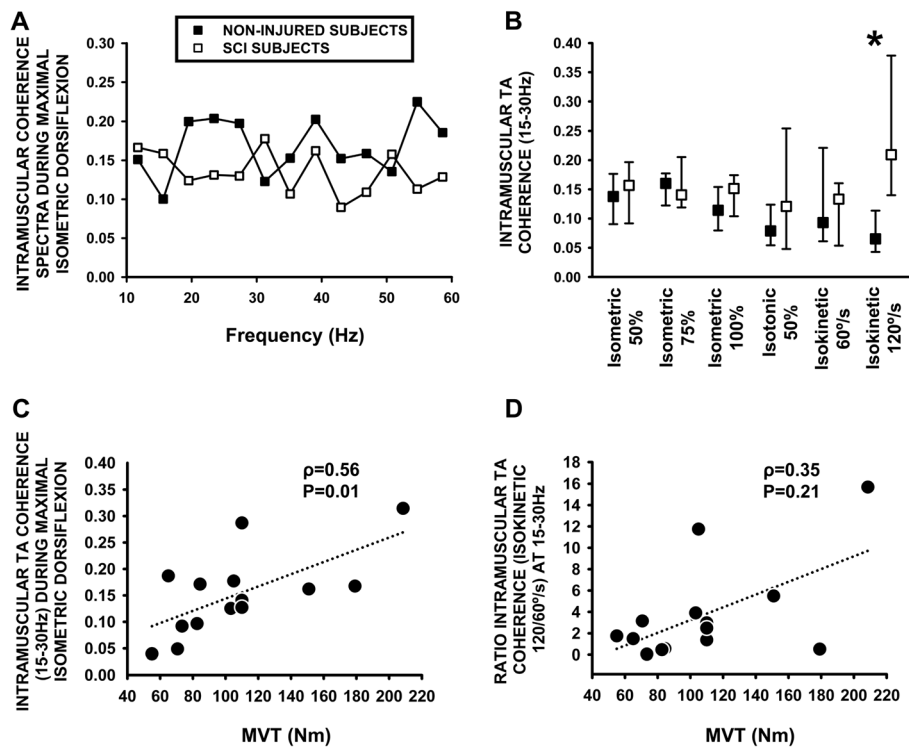 A
NON-INJURED SUBJECTS
SCI SUBJECTS
INTRAMUSCULAR COHERENCE
SPECTRA DURING MAXIMAL
ISOMETRIC DORSIFLEXION
0.30
0.25
0.20
0.15
0.10
0.05
0.00
10 20 30 40 50 60
Frequency (Hz)
B
INTRAMUSCULAR TA
COHERENCE (15-30Hz)
0.40
0.35
0.30
0.25
0.20
0.15
0.10
0.05
0.00
*
Isometric
50%
Isometric
75%
Isometric
100%
Isotonic
50%
Isokinetic
60º/s
Isokinetic
120º/s
C
INTRAMUSCULAR TA COHERENCE
(15-30Hz) DURING MAXIMAL
ISOMETRIC DORSIFLEXION
0.40
0.35
0.30
0.25
0.20
0.15
0.10
0.05
0.00
ρ=0.56
P=0.01
40 60 80 100 120 140 160 180 200 220
MVT (Nm)
D
RATIO INTRAMUSCULAR TA
COHERENCE (ISOKINETIC
120/60º/s) AT 15-30Hz
18
16
14
12
10
8
6
4
2
0
ρ=0.35
P=0.21
40 60 80 100 120 140 160 180 200 220
MVT (Nm)